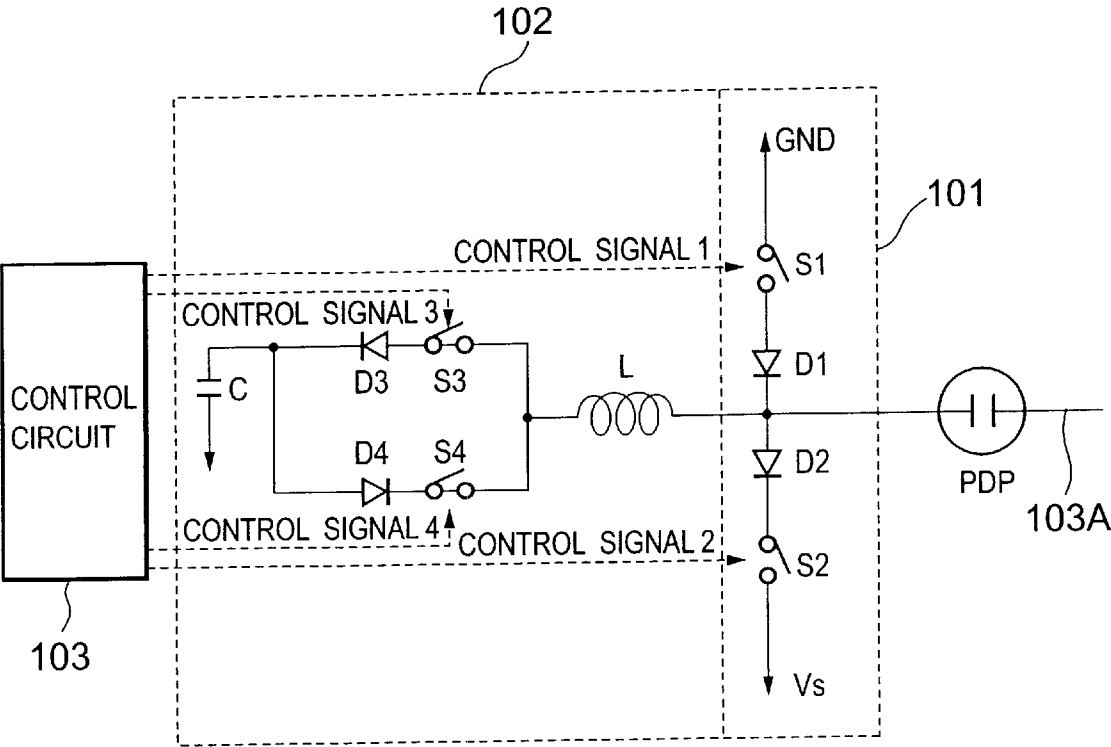 102
GND
101
CONTROL SIGNAL 1
S1
CONTROL SIGNAL 3
D3
S3
L
D1
C
CONTROL
CIRCUIT
D4
S4
D2
PDP
103A
CONTROL SIGNAL 4
CONTROL SIGNAL 2
S2
103
Vs